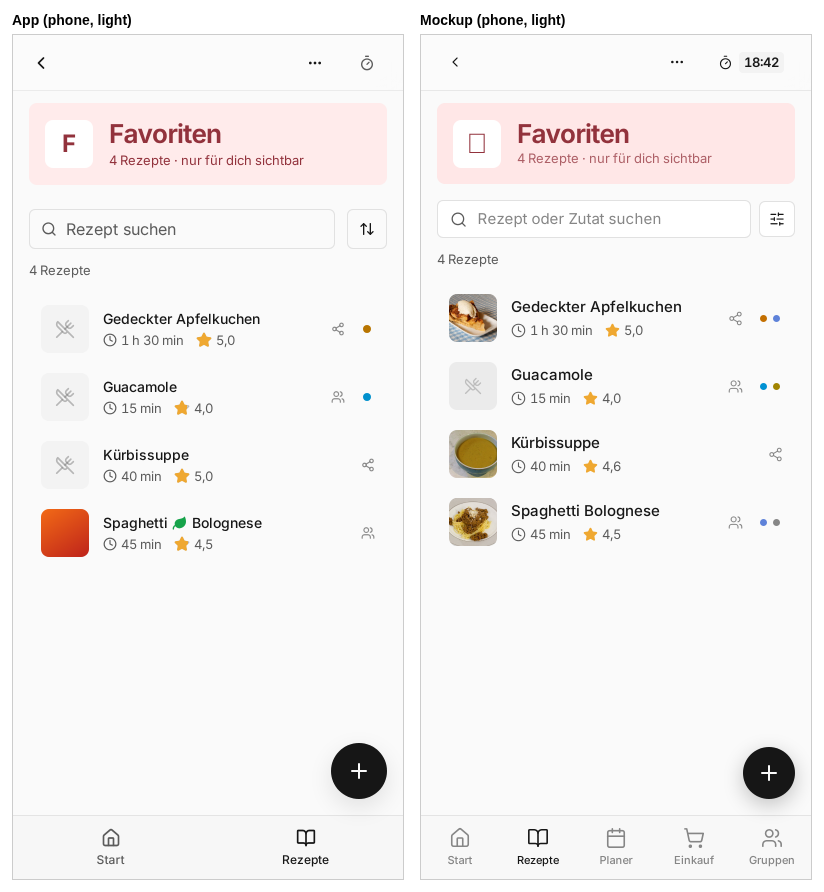 App (phone, light)
F
Favoriten
4 Rezepte · nur für dich sichtbar
Rezept suchen
4 Rezepte
Gedeckter Apfelkuchen
1 h 30 min 5,0
Guacamole
15 min 4,0
Kürbissuppe
40 min 5,0
Spaghetti Bolognese
45 min 4,5
Start
Rezepte
Mockup (phone, light)
18:42
Favoriten
4 Rezepte · nur für dich sichtbar
Rezept oder Zutat suchen
4 Rezepte
Gedeckter Apfelkuchen
1 h 30 min 5,0
Guacamole
15 min 4,0
Kürbissuppe
40 min 4,6
Spaghetti Bolognese
45 min 4,5
Start
Rezepte
Planer
Einkauf
Gruppen